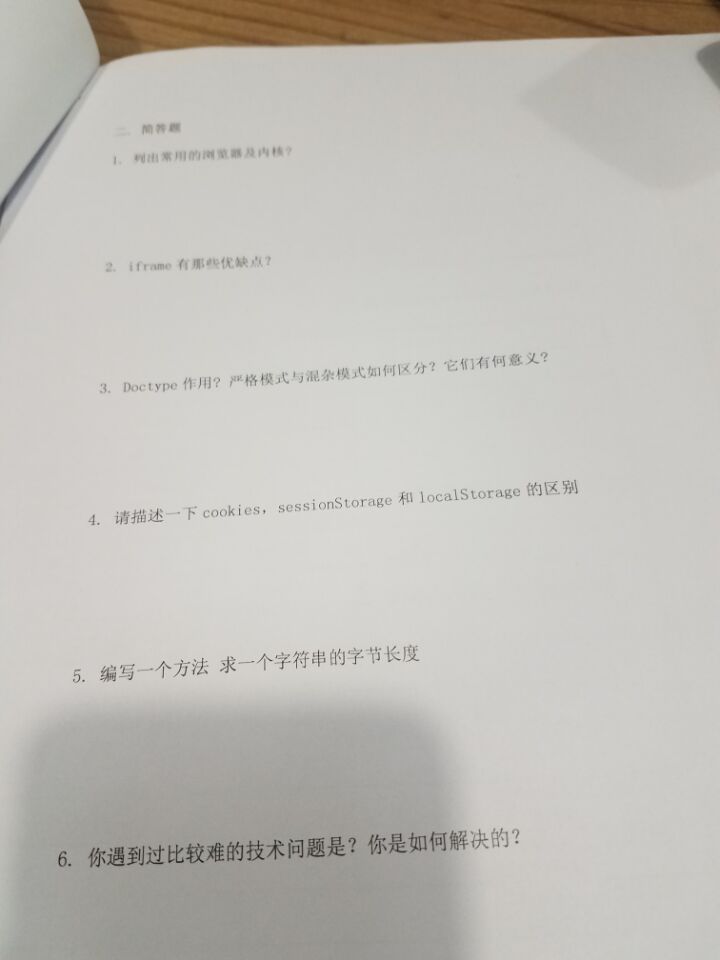 二 简答题
1. 列出常用的浏览器及内核？
2. iframe 有那些优缺点？
3. Doctype 作用？严格模式与混杂模式如何区分？它们有何意义？
4. 请描述一下 cookies，sessionStorage 和 localStorage 的区别
5. 编写一个方法 求一个字符串的字节长度
6. 你遇到过比较难的技术问题是？你是如何解决的？